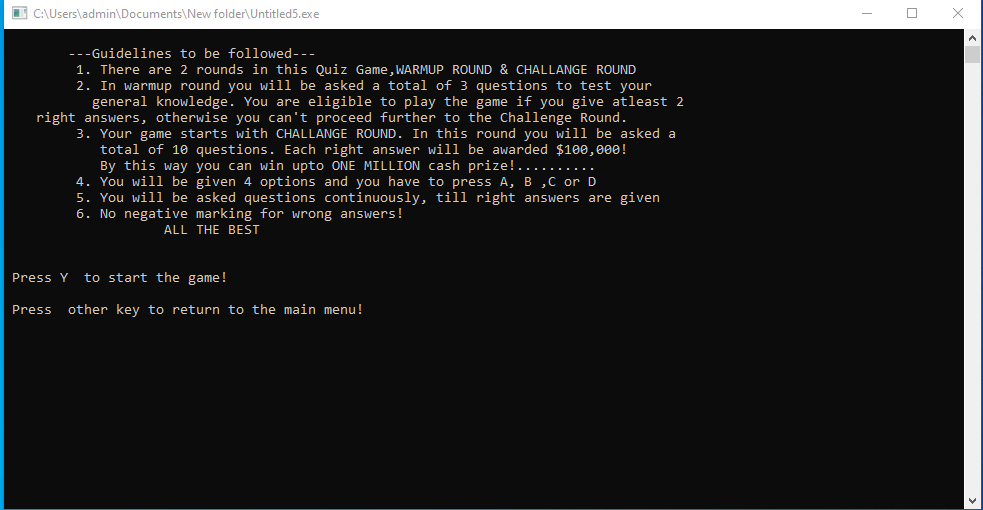 C:\Users\admin\Documents\New folder\Untitled5.exe
---Guidelines to be followed---
1. There are 2 rounds in this Quiz Game,WARMUP ROUND & CHALLANGE ROUND
2. In warmup round you will be asked a total of 3 questions to test your
general knowledge. You are eligible to play the game if you give atleast 2
right answers, otherwise you can't proceed further to the Challenge Round.
3. Your game starts with CHALLANGE ROUND. In this round you will be asked a
total of 10 questions. Each right answer will be awarded $100,000!
By this way you can win upto ONE MILLION cash prize!..........
4. You will be given 4 options and you have to press A, B ,C or D
5. You will be asked questions continuously, till right answers are given
6. No negative marking for wrong answers!
ALL THE BEST
Press Y  to start the game!
Press  other key to return to the main menu!